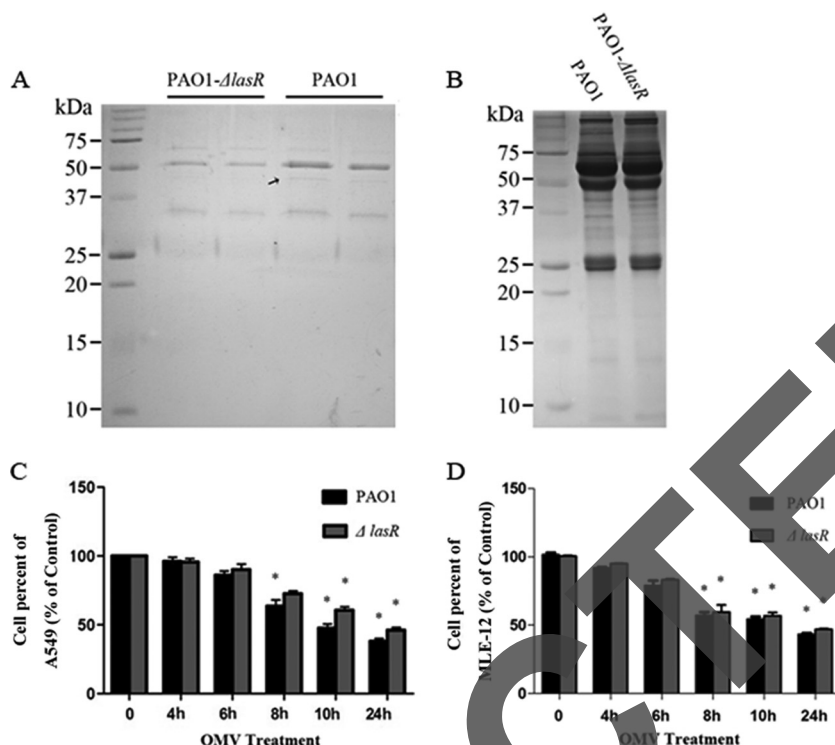 A
PAO1-ΔlasR PAO1
kDa
75
50
37
25
20
15
10
B
PAO1
PAO1-ΔlasR
kDa
75
50
37
25
20
15
10
C
Cell percent of
A549 (% of Control)
150
100
50
0
PAO1
Δ lasR
*
* *
* *
0 4h 6h 8h 10h 24h
OMV Treatment
D
Cell percent of
MLE-12 (% of Control)
150
100
50
0
PAO1
Δ lasR
* *
* *
* *
0 4h 6h 8h 10h 24h
OMV Treatment
CTE